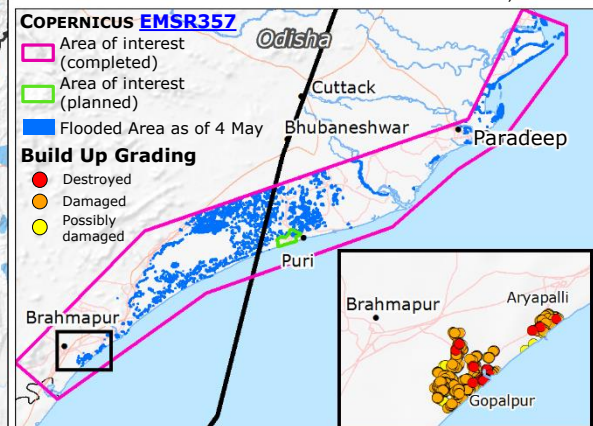 COPERNICUS EMSR357
Area of interest
(completed)
Area of interest
(planned)
Flooded Area as of 4 May
Build Up Grading
Destroyed
Damaged
Possibly
damaged
Odisha
Cuttack
Bhubaneshwar
Paradeep
Puri
Brahmapur
Brahmapur
Aryapalli
Gopalpur